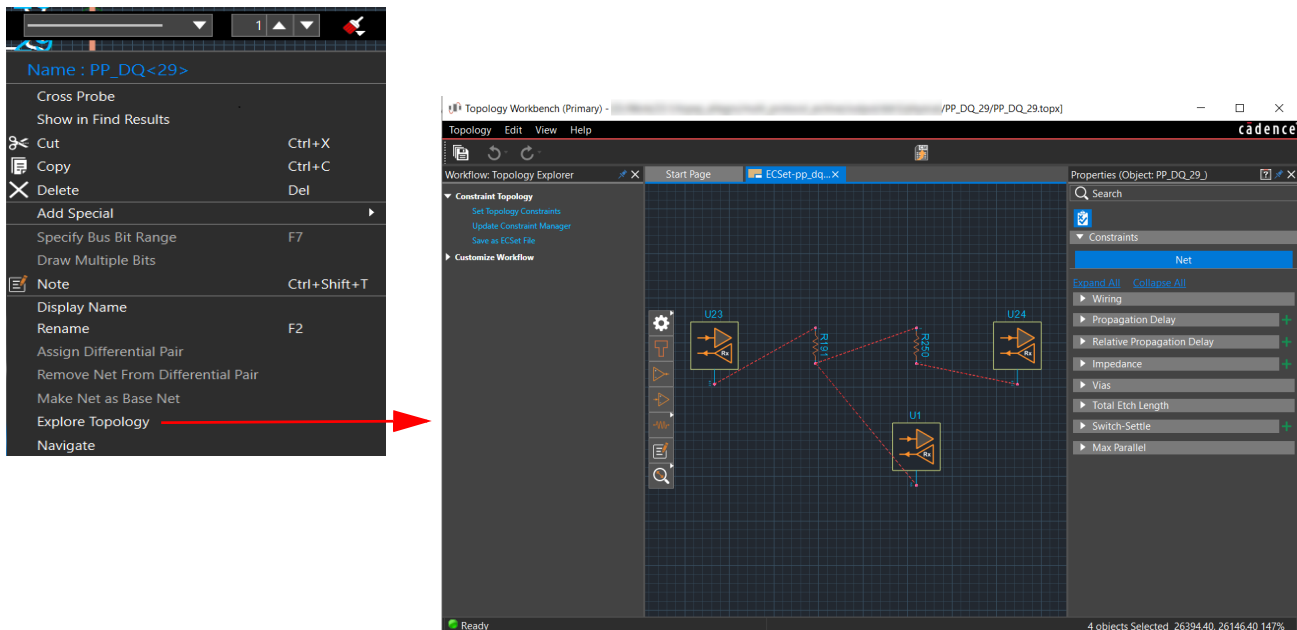 1
Name : PP_DQ<29>
Cross Probe
Show in Find Results
Cut Ctrl+X
Copy Ctrl+C
Delete Del
Add Special
Specify Bus Bit Range F7
Draw Multiple Bits
Note Ctrl+Shift+T
Display Name
Rename F2
Assign Differential Pair
Remove Net From Differential Pair
Make Net as Base Net
Explore Topology
Navigate
Topology Workbench (Primary) - /PP_DQ_29/PP_DQ_29.topx]
Topology Edit View Help
cādence
Workflow: Topology Explorer
Constraint Topology
Set Topology Constraints
Update Constraint Manager
Save as ECSet File
Customize Workflow
Start Page
ECSet-pp_dq...
U23
Rx
R191
R250
U24
Rx
U1
Rx
Properties (Object: PP_DQ_29_)
Search
Constraints
Net
Expand All Collapse All
Wiring
Propagation Delay
Relative Propagation Delay
Impedance
Vias
Total Etch Length
Switch-Settle
Max Parallel
Ready
4 objects Selected 26394.40, 26146.40 147%